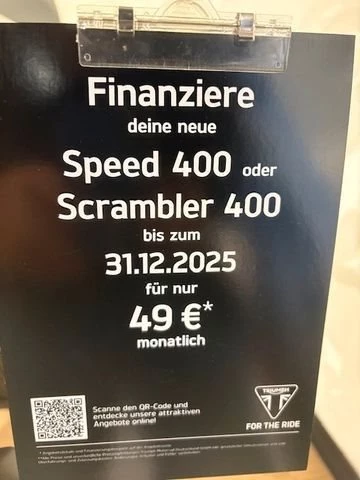 Finanziere
deine neue
Speed 400 oder
Scrambler 400
bis zum
31.12.2025
für nur
49 €*
monatlich
Scanne den QR-Code und
entdecke unsere attraktiven
Angebote online!
TRIUMPH
FOR THE RIDE